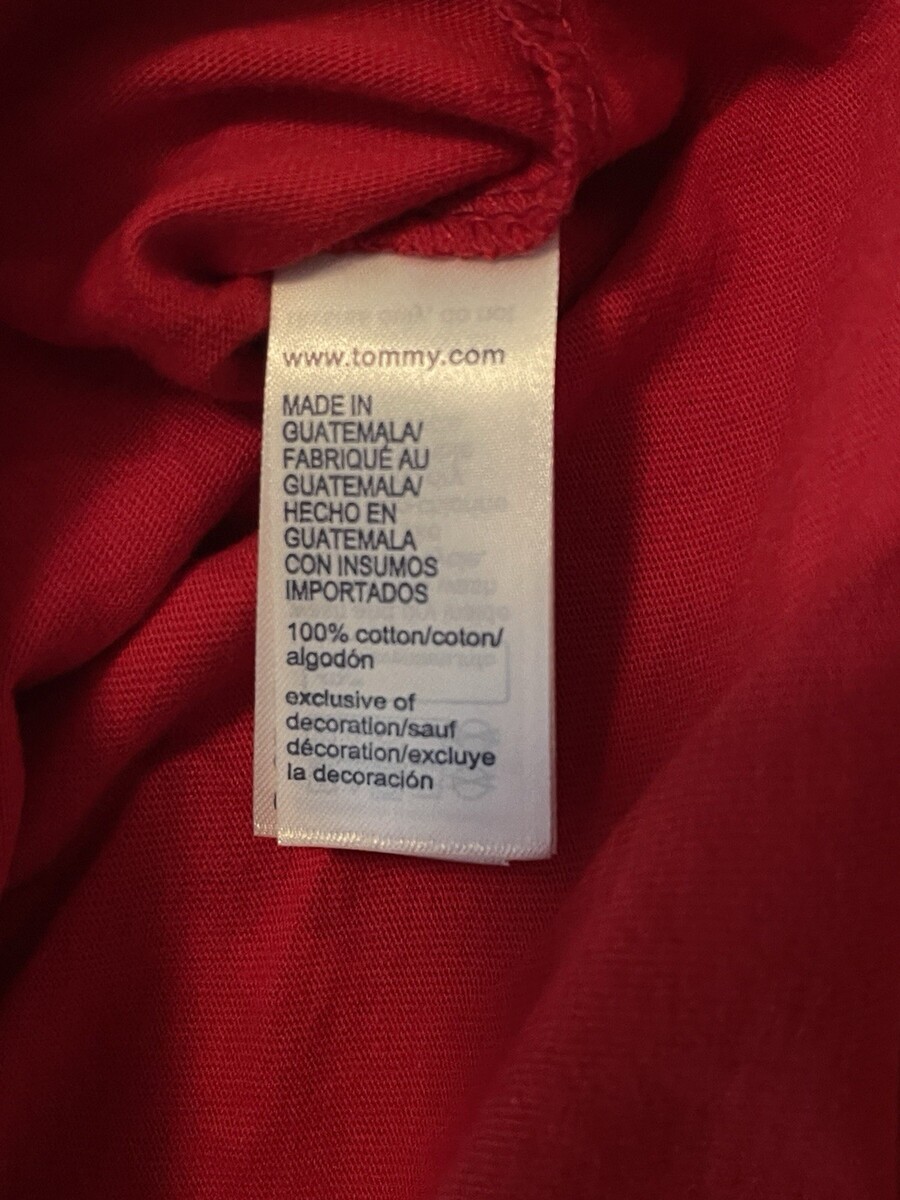 www.tommy.com
MADE IN
GUATEMALA/
FABRIQUÉ AU
GUATEMALA/
HECHO EN
GUATEMALA
CON INSUMOS
IMPORTADOS
100% cotton/coton/
algodón
exclusive of
decoration/sauf
décoration/excluye
la decoración